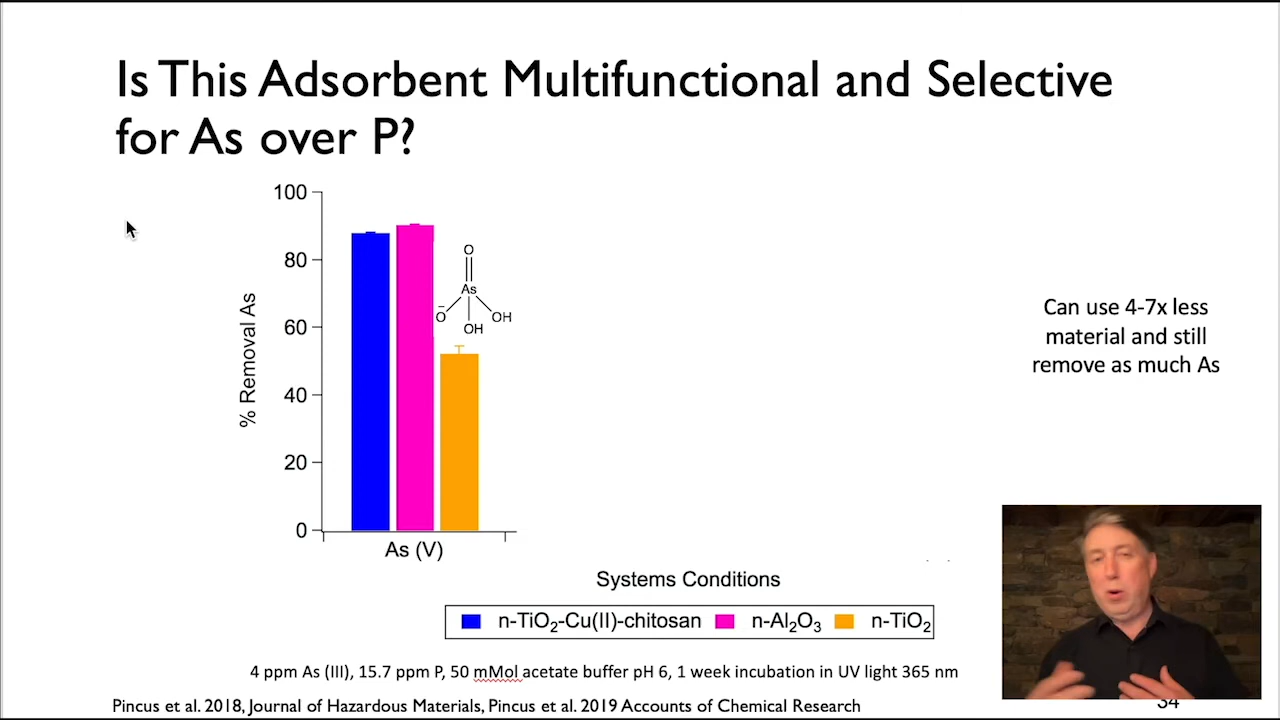 Is This Adsorbent Multifunctional and Selective
for As over P?
100
80
60
40
20
0
% Removal As
O
As
O
OH
OH
As (V)
Can use 4-7x less
material and still
remove as much As
Systems Conditions
n-TiO₂-Cu(II)-chitosan n-Al₂O₃ n-TiO₂
4 ppm As (III), 15.7 ppm P, 50 mMol acetate buffer pH 6, 1 week incubation in UV light 365 nm
Pincus et al. 2018, Journal of Hazardous Materials, Pincus et al. 2019 Accounts of Chemical Research
34